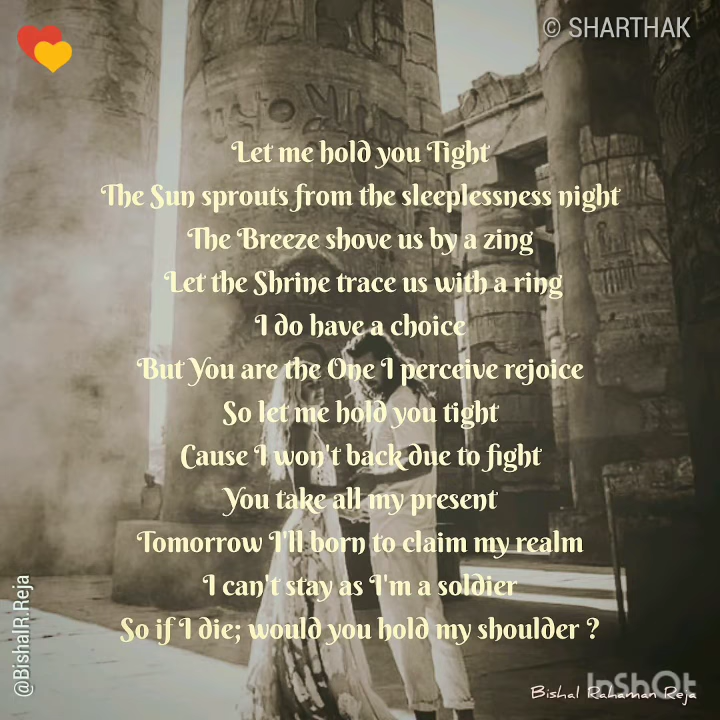 © SHARTHAK
Let me hold you Tight
The Sun sprouts from the sleeplessness night
The Breeze shove us by a zing
Let the Shrine trace us with a ring
I do have a choice
But You are the One I perceive rejoice
So let me hold you tight
Cause I won't back due to fight
You take all my present
Tomorrow I'll born to claim my realm
I can't stay as I'm a soldier
So if I die; would you hold my shoulder ?
@BishalR.Reja
InShOt
Bishal Rahaman Reja